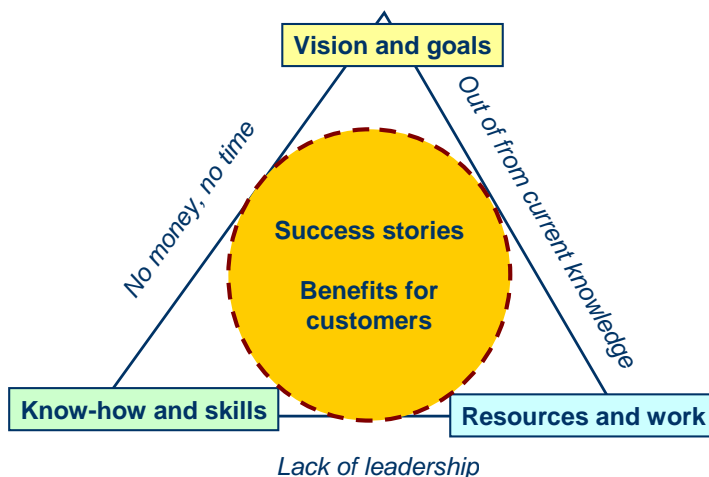 Vision and goals
No money, no time
Out of from current knowledge
Success stories
Benefits for
customers
Know-how and skills
Resources and work
Lack of leadership